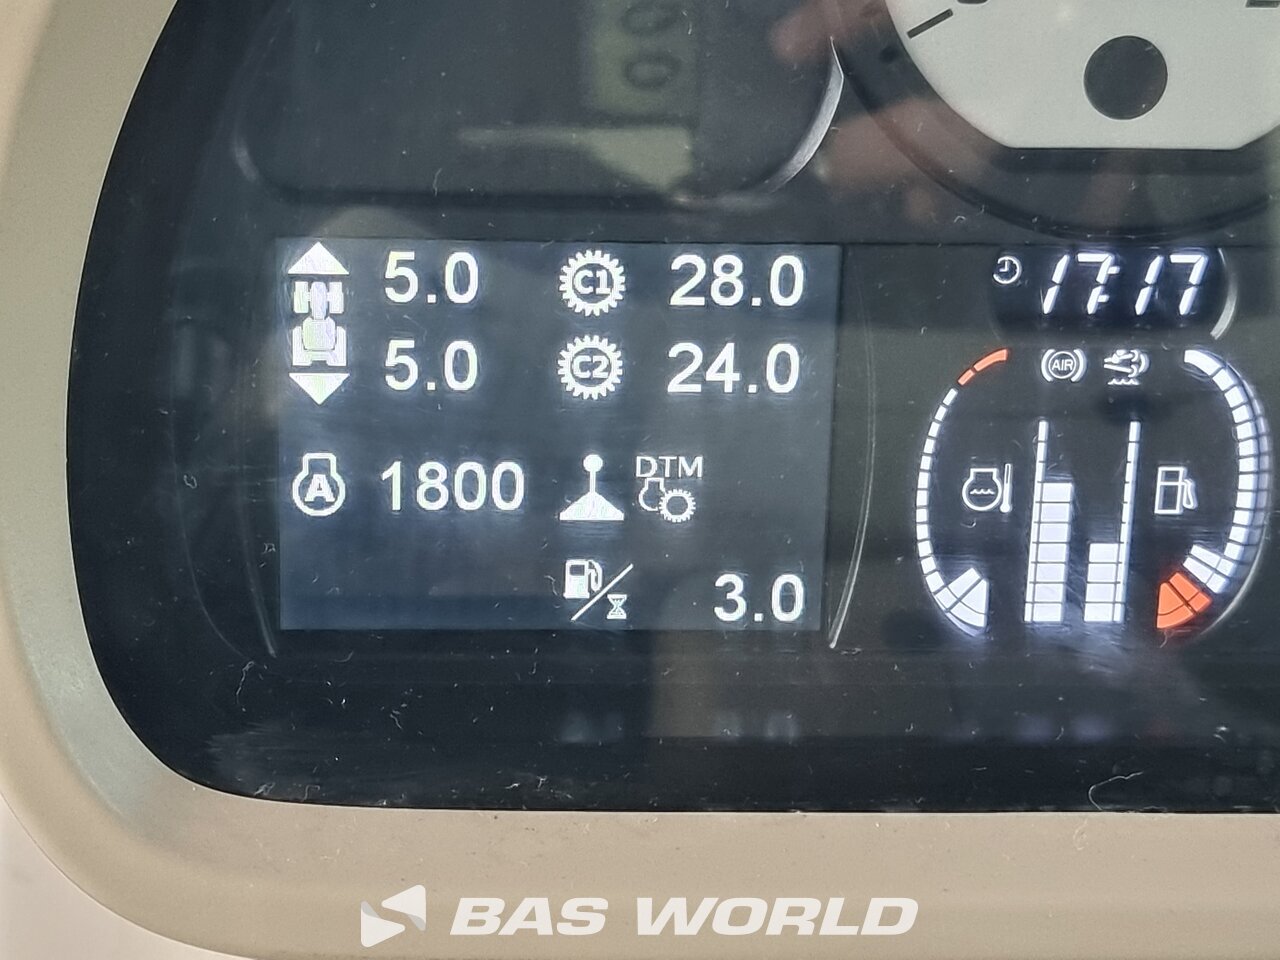 5.0 C1 28.0
5.0 C2 24.0
A 1800 DTM
3.0
17:17
AIR
BAS WORLD